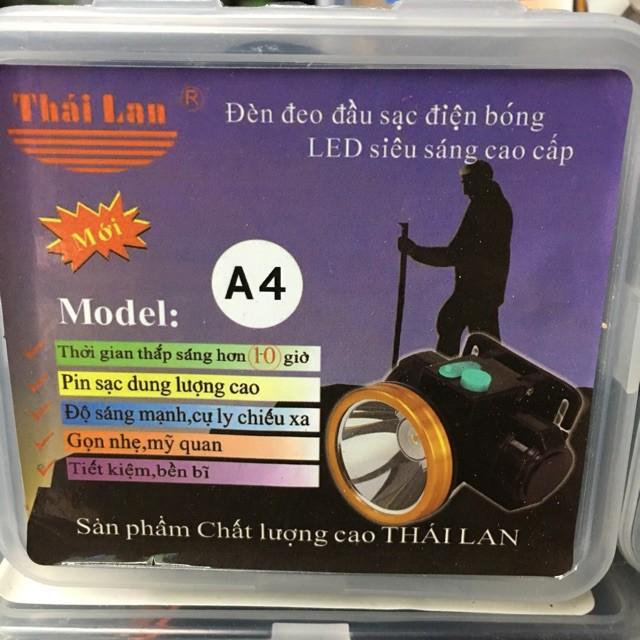 Thái Lan ®
Đèn đeo đầu sạc điện bóng
LED siêu sáng cao cấp
Mới
A4
Model:
Thời gian thắp sáng hơn 10 giờ
Pin sạc dung lượng cao
Độ sáng mạnh,cự ly chiếu xa
Gọn nhẹ,mỹ quan
Tiết kiệm,bền bĩ
Sản phẩm Chất lượng cao THÁI LAN